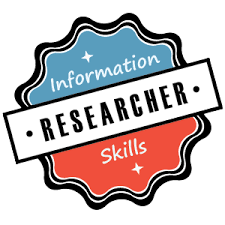 Information
• RESEARCHER •
Skills